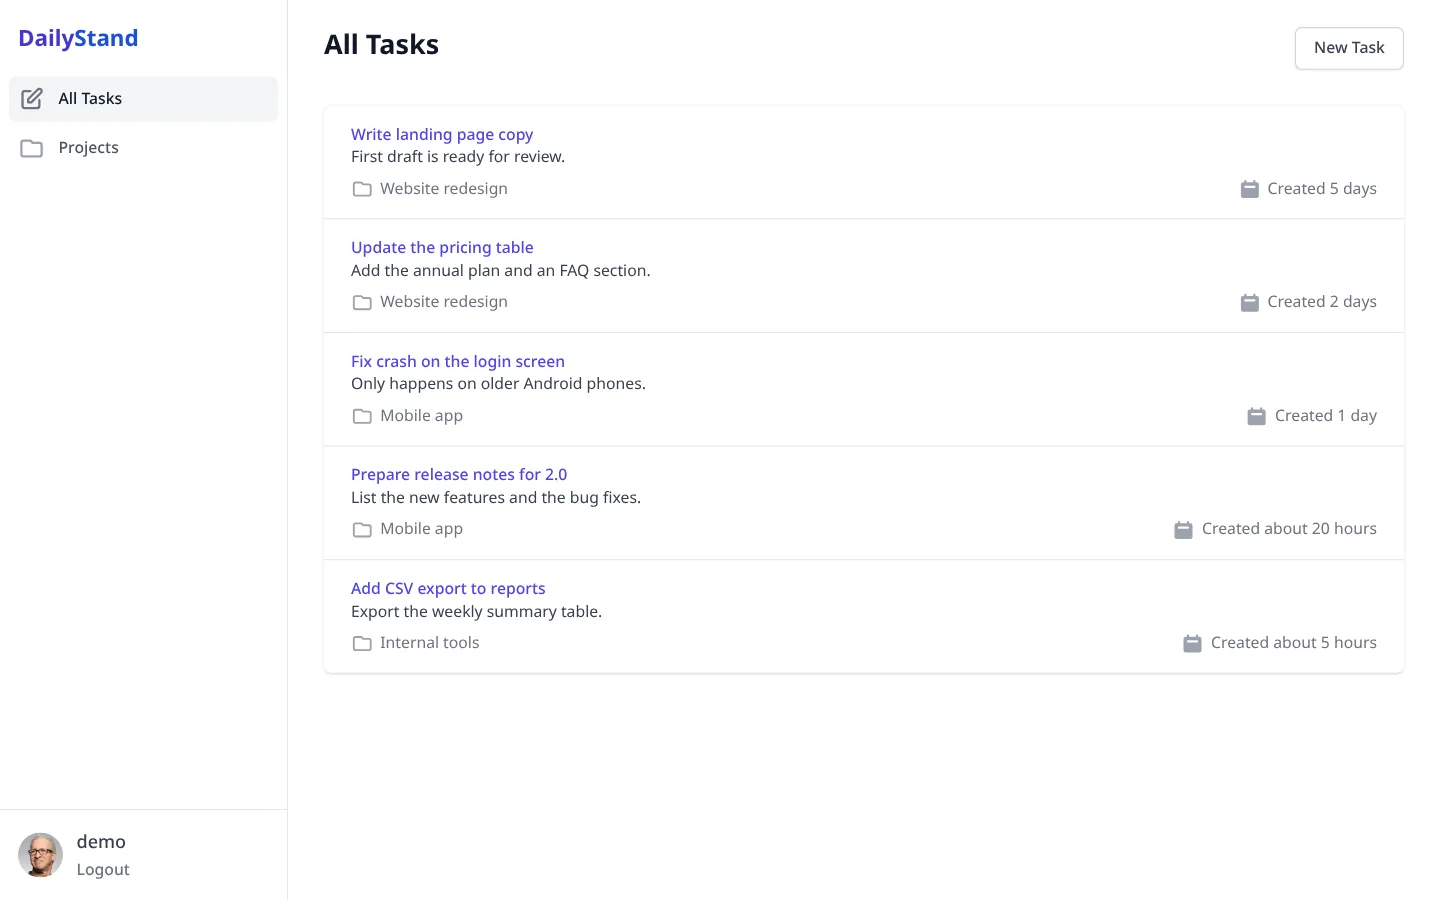 DailyStand
All Tasks
Projects
demo
Logout
All Tasks
New Task
Write landing page copy
First draft is ready for review.
Website redesign
Created 5 days
Update the pricing table
Add the annual plan and an FAQ section.
Website redesign
Created 2 days
Fix crash on the login screen
Only happens on older Android phones.
Mobile app
Created 1 day
Prepare release notes for 2.0
List the new features and the bug fixes.
Mobile app
Created about 20 hours
Add CSV export to reports
Export the weekly summary table.
Internal tools
Created about 5 hours